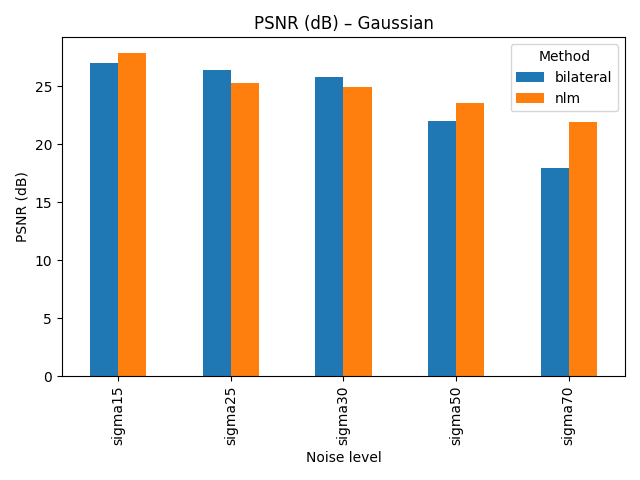 PSNR (dB) – Gaussian
Method
bilateral
nlm
PSNR (dB)
25
20
15
10
5
0
sigma15
sigma25
sigma30
sigma50
sigma70
Noise level